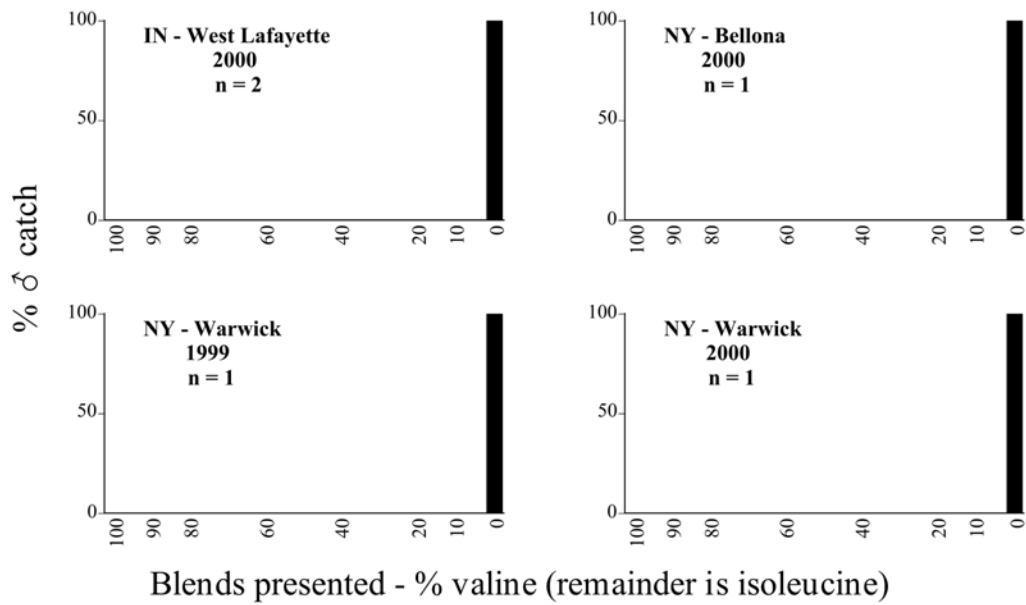 % ♂ catch
100
50
0
IN - West Lafayette
2000
n = 2
100 90 80 60 40 20 10 0
100
50
0
NY - Bellona
2000
n = 1
100 90 80 60 40 20 10 0
100
50
0
NY - Warwick
1999
n = 1
100 90 80 60 40 20 10 0
100
50
0
NY - Warwick
2000
n = 1
100 90 80 60 40 20 10 0
Blends presented - % valine (remainder is isoleucine)